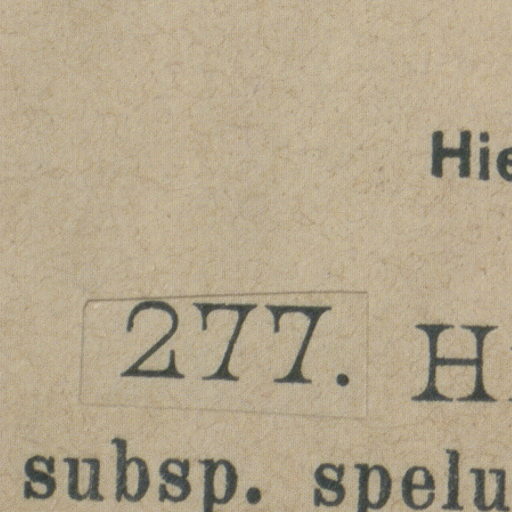 Hie
277. H
subsp. spelu